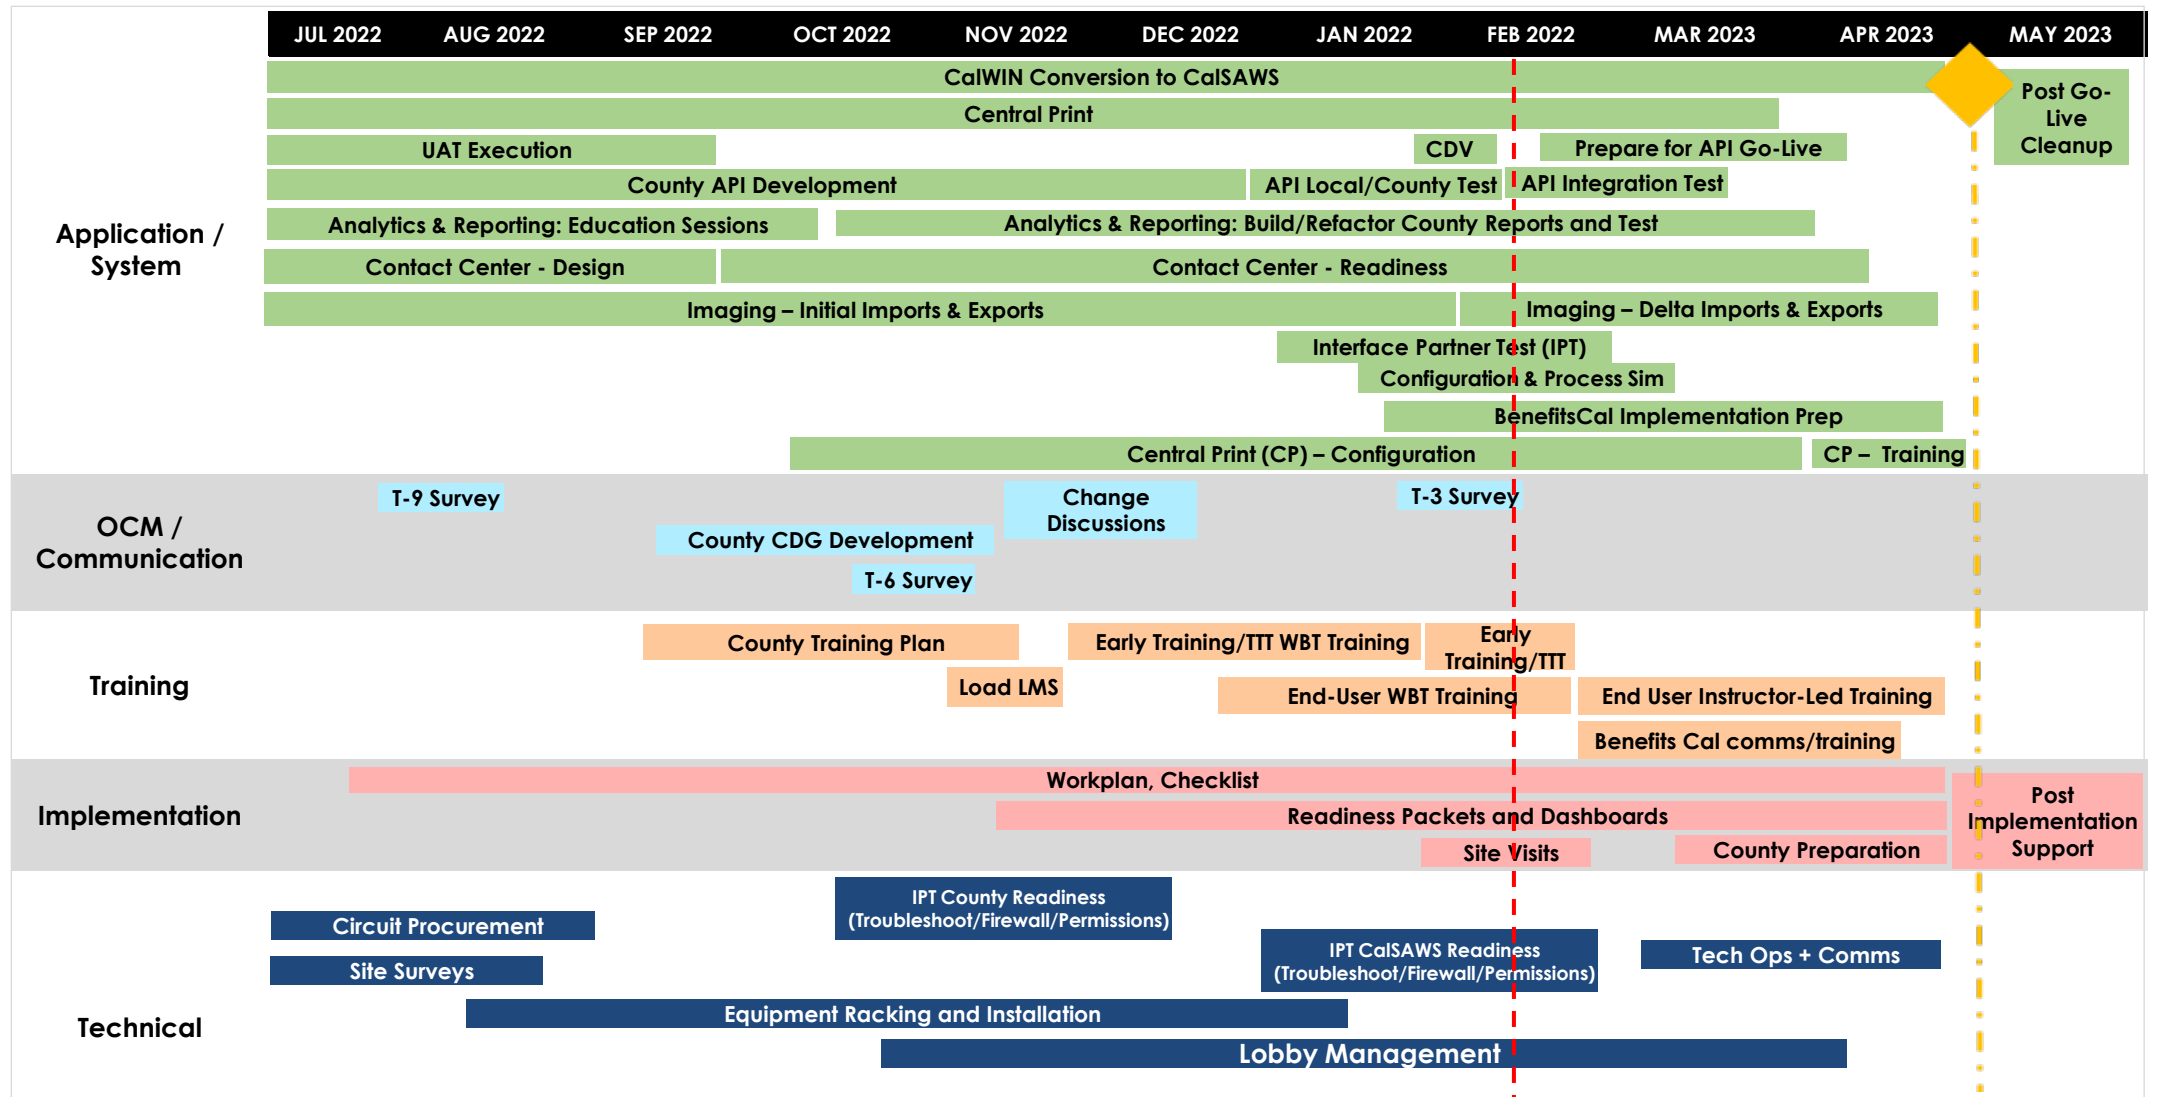 JUL 2022 AUG 2022 SEP 2022 OCT 2022 NOV 2022 DEC 2022 JAN 2022 FEB 2022 MAR 2023 APR 2023 MAY 2023
Application /
System
CalWIN Conversion to CalSAWS
Post Go-
Live
Cleanup
Central Print
UAT Execution
CDV
Prepare for API Go-Live
County API Development
API Local/County Test
API Integration Test
Analytics & Reporting: Education Sessions
Analytics & Reporting: Build/Refactor County Reports and Test
Contact Center - Design
Contact Center - Readiness
Imaging – Initial Imports & Exports
Imaging – Delta Imports & Exports
Interface Partner Test (IPT)
Configuration & Process Sim
BenefitsCal Implementation Prep
Central Print (CP) – Configuration
CP – Training
OCM /
Communication
T-9 Survey
Change
Discussions
T-3 Survey
County CDG Development
T-6 Survey
Training
County Training Plan
Early Training/TTT WBT Training
Early
Training/TTT
Load LMS
End-User WBT Training
End User Instructor-Led Training
Benefits Cal comms/training
Implementation
Workplan, Checklist
Readiness Packets and Dashboards
Site Visits
County Preparation
Post
Implementation
Support
Technical
IPT County Readiness
(Troubleshoot/Firewall/Permissions)
Circuit Procurement
IPT CalSAWS Readiness
(Troubleshoot/Firewall/Permissions)
Tech Ops + Comms
Site Surveys
Equipment Racking and Installation
Lobby Management